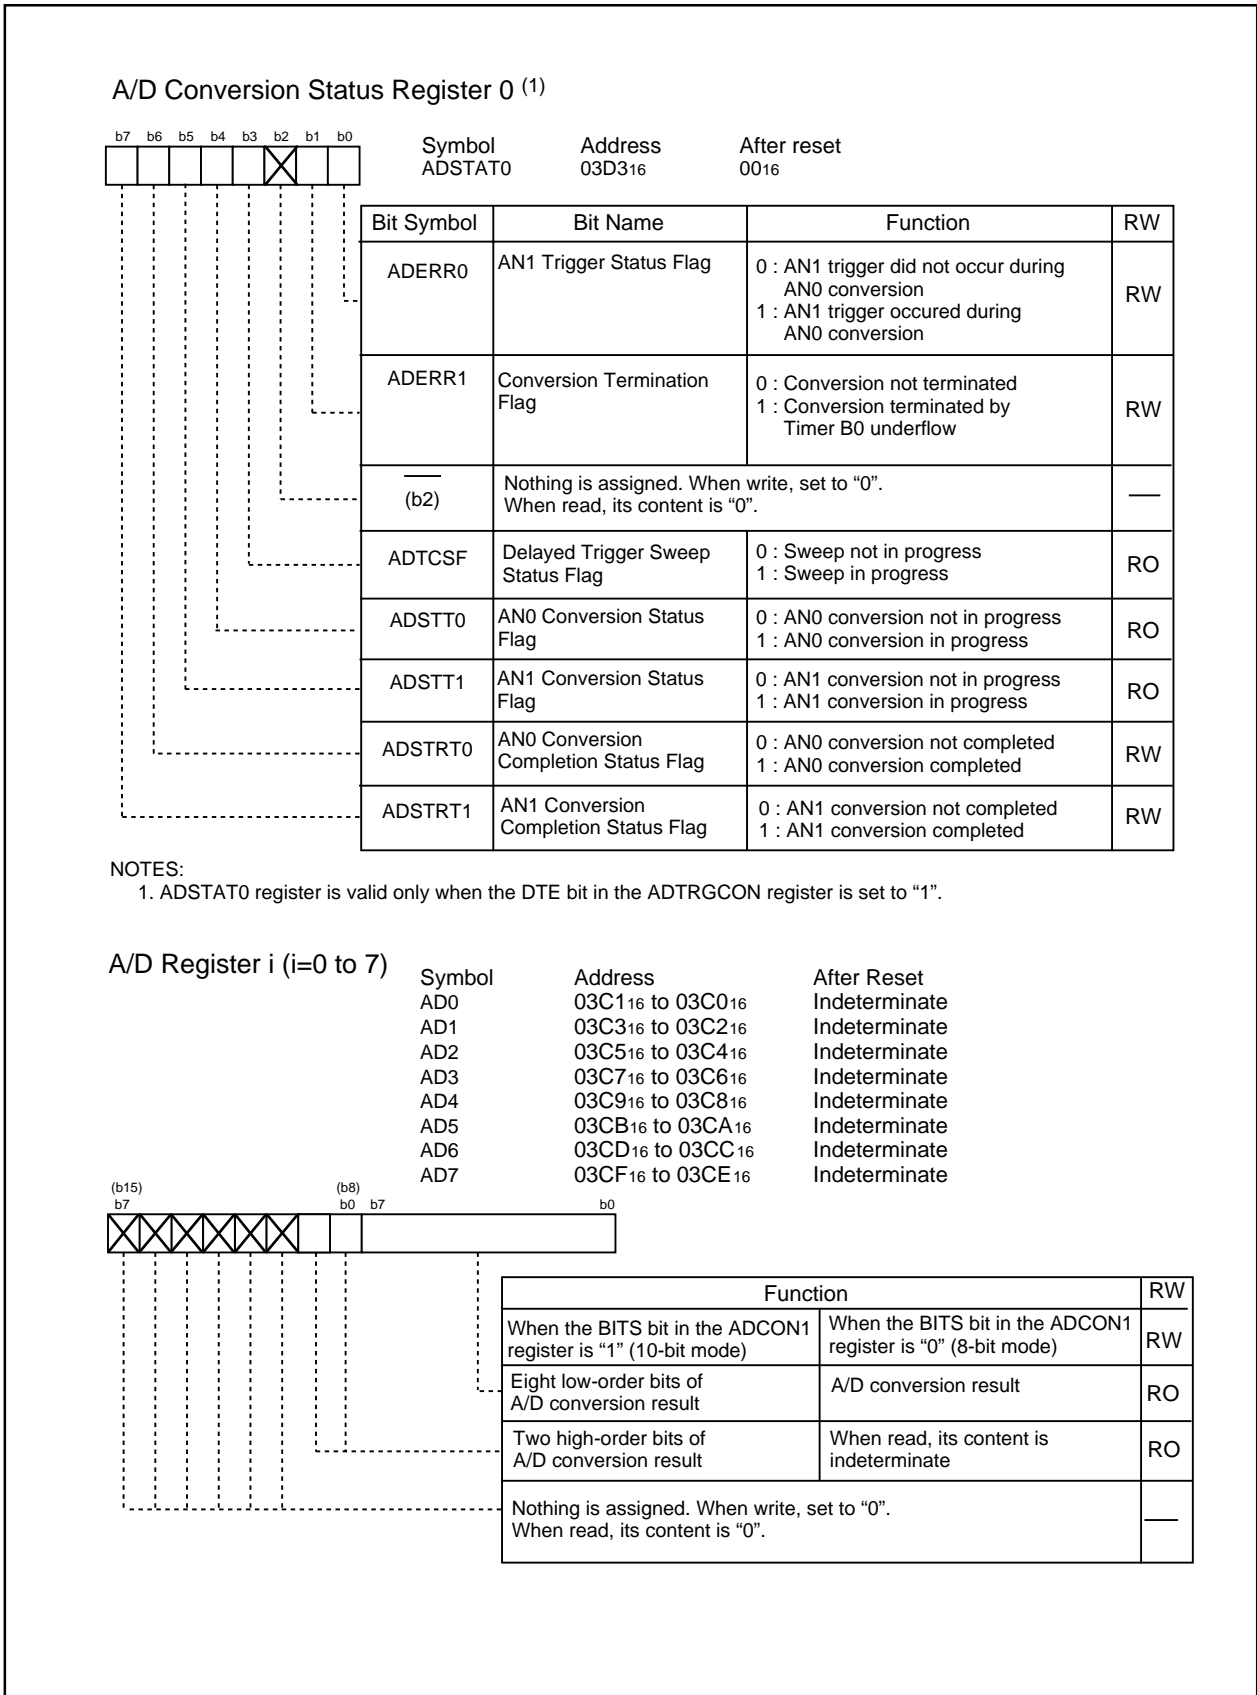 A/D Conversion Status Register 0 (1)
b7 b6 b5 b4 b3 b2 b1 b0
Symbol Address After reset
ADSTAT0 03D316 0016
Bit Symbol Bit Name Function RW
ADERR0 AN1 Trigger Status Flag 0 : AN1 trigger did not occur during
AN0 conversion
1 : AN1 trigger occured during
AN0 conversion
RW
ADERR1 Conversion Termination
Flag
0 : Conversion not terminated
1 : Conversion terminated by
Timer B0 underflow
RW
(b2)
Nothing is assigned. When write, set to “0”.
When read, its content is “0”.
ADTCSF Delayed Trigger Sweep
Status Flag
0 : Sweep not in progress
1 : Sweep in progress
RO
ADSTT0 AN0 Conversion Status
Flag
0 : AN0 conversion not in progress
1 : AN0 conversion in progress
RO
ADSTT1 AN1 Conversion Status
Flag
0 : AN1 conversion not in progress
1 : AN1 conversion in progress
RO
ADSTRT0 AN0 Conversion
Completion Status Flag
0 : AN0 conversion not completed
1 : AN0 conversion completed
RW
ADSTRT1 AN1 Conversion
Completion Status Flag
0 : AN1 conversion not completed
1 : AN1 conversion completed
RW
NOTES:
1. ADSTAT0 register is valid only when the DTE bit in the ADTRGCON register is set to “1”.
A/D Register i (i=0 to 7)
Symbol Address After Reset
AD0 03C116 to 03C016 Indeterminate
AD1 03C316 to 03C216 Indeterminate
AD2 03C516 to 03C416 Indeterminate
AD3 03C716 to 03C616 Indeterminate
AD4 03C916 to 03C816 Indeterminate
AD5 03CB16 to 03CA16 Indeterminate
AD6 03CD16 to 03CC16 Indeterminate
AD7 03CF16 to 03CE16 Indeterminate
(b15) (b8)
b7 b0 b7 b0
Function RW
When the BITS bit in the ADCON1
register is “1” (10-bit mode)
When the BITS bit in the ADCON1
register is “0” (8-bit mode)
RW
Eight low-order bits of
A/D conversion result
A/D conversion result
RO
Two high-order bits of
A/D conversion result
When read, its content is
indeterminate
RO
Nothing is assigned. When write, set to “0”.
When read, its content is “0”.